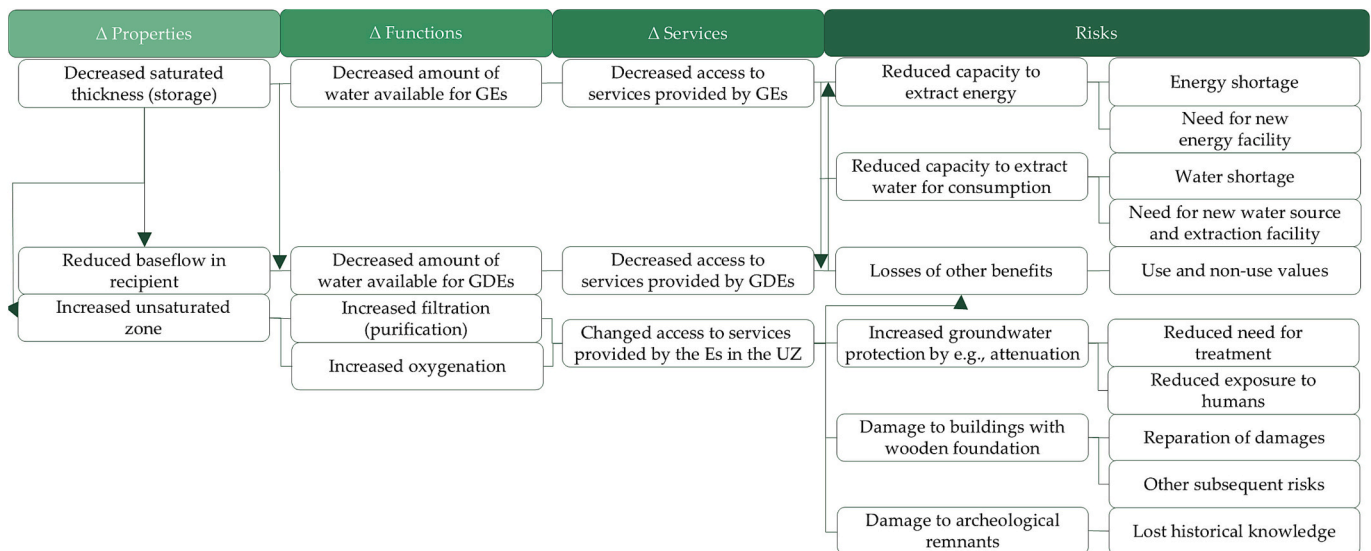 Δ Properties
Δ Functions
Δ Services
Risks
Decreased saturated
thickness (storage)
Decreased amount of
water available for GEs
Decreased access to
services provided by GEs
Reduced capacity to
extract energy
Energy shortage
Need for new
energy facility
Reduced capacity to extract
water for consumption
Water shortage
Need for new water source
and extraction facility
Reduced baseflow in
recipient
Decreased amount of
water available for GDEs
Decreased access to
services provided by GDEs
Losses of other benefits
Use and non-use values
Increased unsaturated
zone
Increased filtration
(purification)
Increased oxygenation
Changed access to services
provided by the Es in the UZ
Increased groundwater
protection by e.g., attenuation
Reduced need for
treatment
Reduced exposure to
humans
Damage to buildings with
wooden foundation
Reparation of damages
Other subsequent risks
Damage to archeological
remnants
Lost historical knowledge